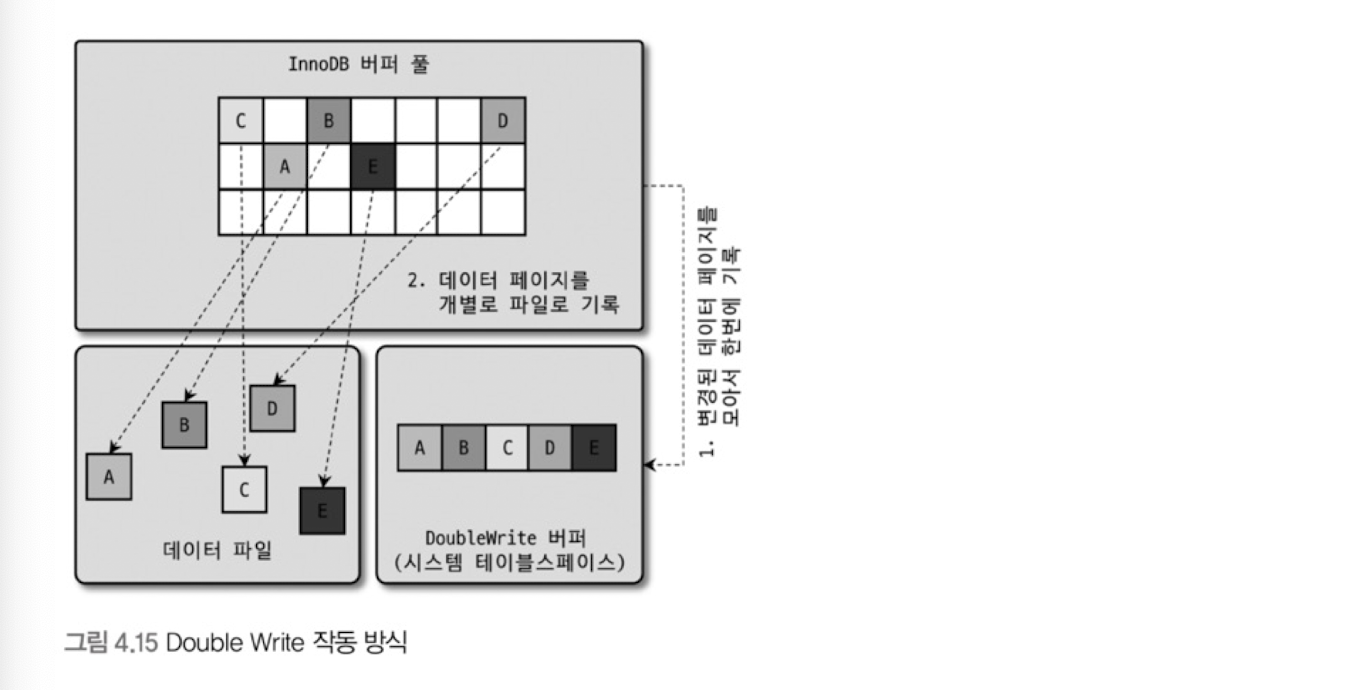 InnoDB 버퍼 풀
C
B
D
A
E
2. 데이터 페이지를
개별로 파일로 기록
1. 변경된 데이터 페이지를
모아서 한번에 기록
D
B
A
C
E
데이터 파일
A B C D E
DoubleWrite 버퍼
(시스템 테이블스페이스)
그림 4.15 Double Write 작동 방식